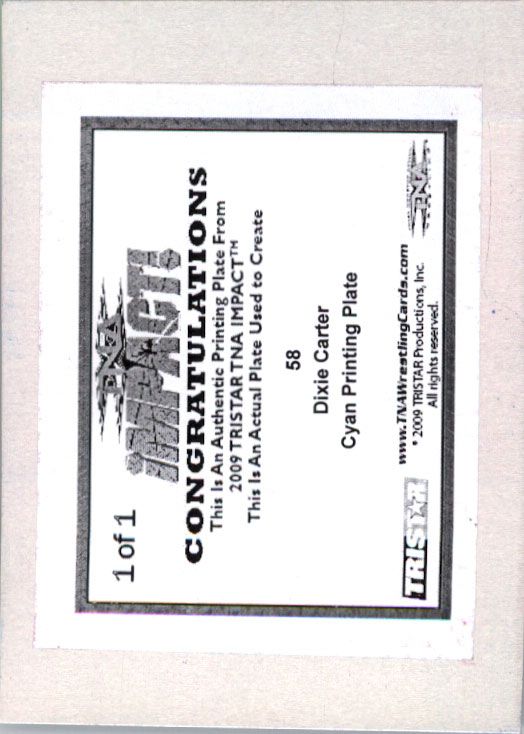 1 of 1
TNA
iMPACT!
CONGRATULATIONS
This Is An Authentic Printing Plate From
2009 TRISTAR TNA IMPACT™
This Is An Actual Plate Used to Create
58
Dixie Carter
Cyan Printing Plate
TRISTAR
www.TNAWrestlingCards.com
* 2009 TRISTAR Productions, Inc.
All rights reserved.
TNA